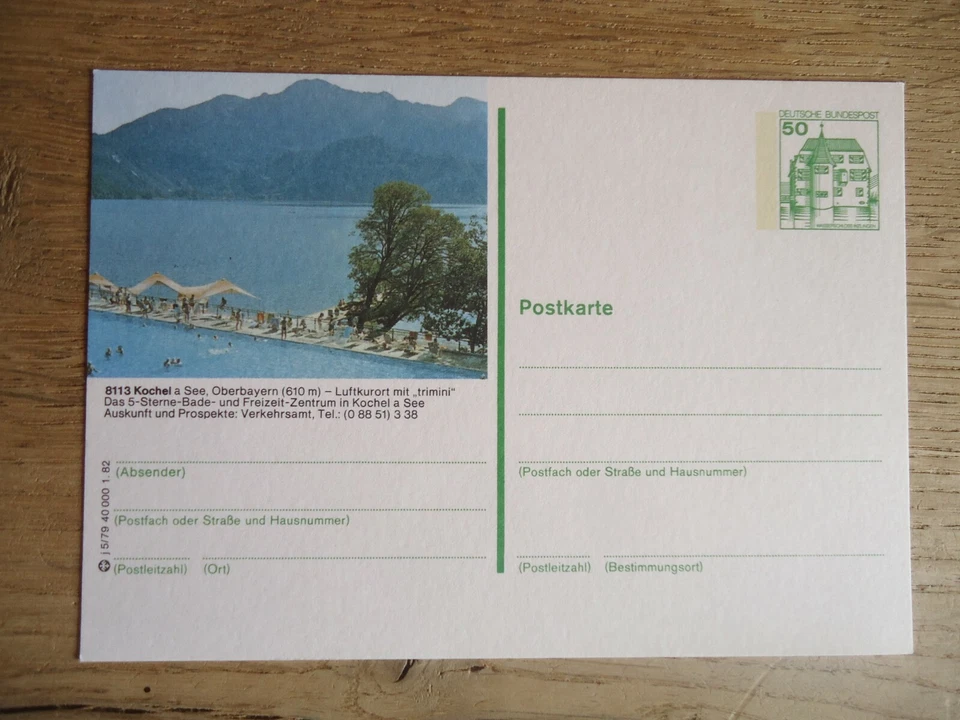 8113 Kochel a See, Oberbayern (610 m) – Luftkurort mit „trimini“
Das 5-Sterne-Bade- und Freizeit-Zentrum in Kochel a See
Auskunft und Prospekte: Verkehrsamt, Tel.: (0 88 51) 3 38
(Absender)
(Postfach oder Straße und Hausnummer)
(Postleitzahl) (Ort)
j 5/79 40 000 1. 82
DEUTSCHE BUNDESPOST
50
WASSERSCHLOSS INZLINGEN
Postkarte
(Postfach oder Straße und Hausnummer)
(Postleitzahl) (Bestimmungsort)